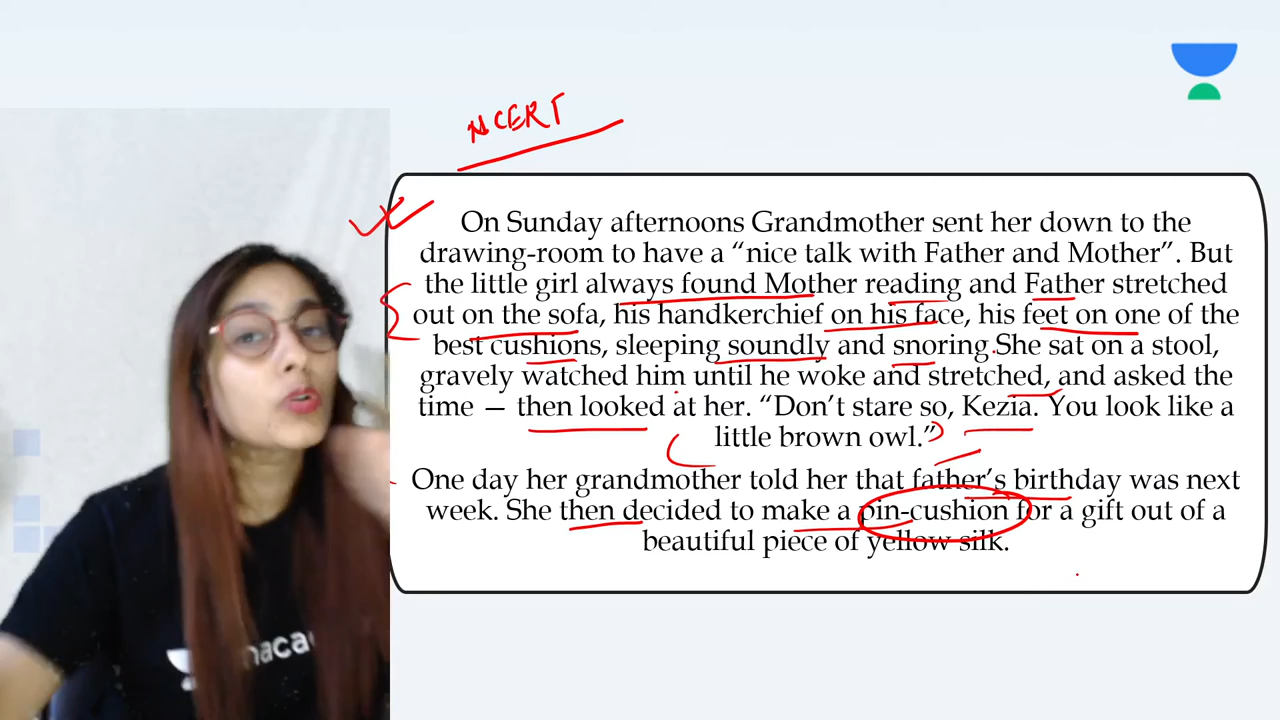 NCERT
On Sunday afternoons Grandmother sent her down to the
drawing-room to have a “nice talk with Father and Mother”. But
the little girl always found Mother reading and Father stretched
out on the sofa, his handkerchief on his face, his feet on one of the
best cushions, sleeping soundly and snoring.She sat on a stool,
gravely watched him until he woke and stretched, and asked the
time — then looked at her. “Don’t stare so, Kezia. You look like a
little brown owl.”
One day her grandmother told her that father’s birthday was next
week. She then decided to make a pin-cushion for a gift out of a
beautiful piece of yellow silk.